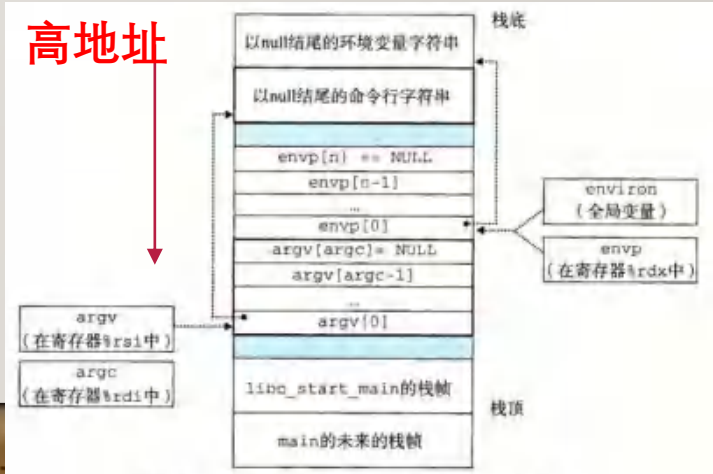 高地址
栈底
以null结尾的环境变量字符串
以null结尾的命令行字符串
envp[n] == NULL
envp[n-1]
...
envp[0]
argv[argc]= NULL
argv[argc-1]
...
argv[0]
environ
(全局变量)
envp
(在寄存器%rdx中)
argv
(在寄存器%rsi中)
argc
(在寄存器%rdi中)
libc_start_main的栈帧
栈顶
main的未来的栈帧